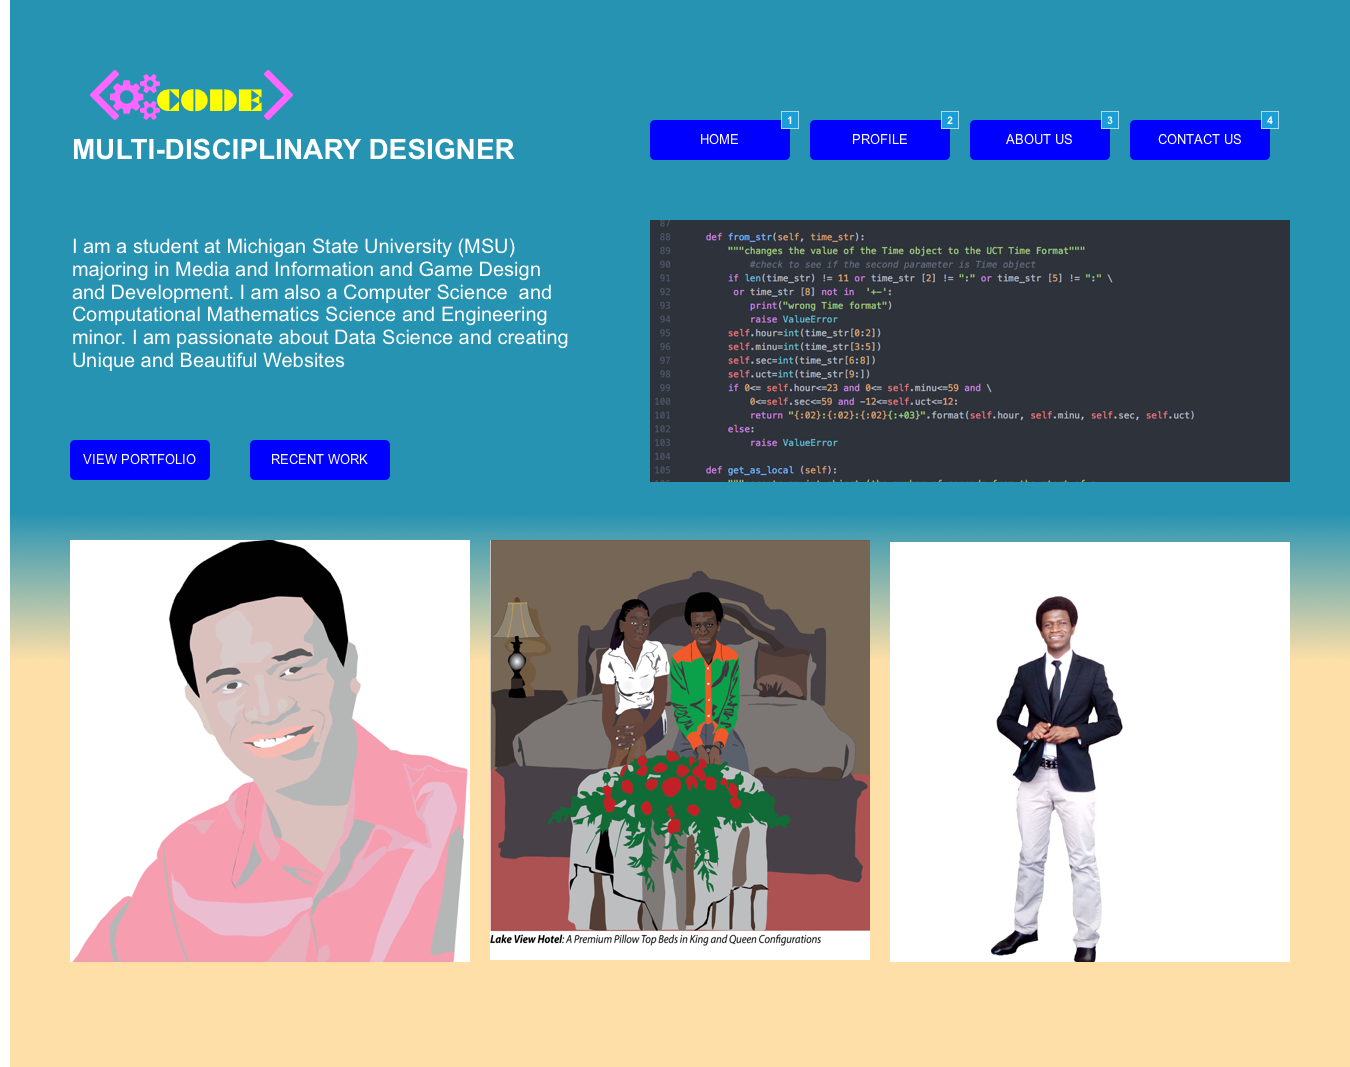 CODE
MULTI-DISCIPLINARY DESIGNER
1
2
3
4
HOME
PROFILE
ABOUT US
CONTACT US
I am a student at Michigan State University (MSU)
majoring in Media and Information and Game Design
and Development. I am also a Computer Science  and
Computational Mathematics Science and Engineering
minor. I am passionate about Data Science and creating
Unique and Beautiful Websites
VIEW PORTFOLIO
RECENT WORK
87
88 def from_str(self, time_str):
89 """changes the value of the Time object to the UCT Time Format"""
90 #check to see if the second parameter is Time object
91 if len(time_str) != 11 or time_str [2] != ":" or time_str [5] != ":" \
92 or time_str [8] not in  '+-':
93 print("wrong Time format")
94 raise ValueError
95 self.hour=int(time_str[0:2])
96 self.minu=int(time_str[3:5])
97 self.sec=int(time_str[6:8])
98 self.uct=int(time_str[9:])
99 if 0<= self.hour<=23 and 0<= self.minu<=59 and \
100 0<=self.sec<=59 and -12<=self.uct<=12:
101 return "{:02}:{:02}:{:02}{:+03}".format(self.hour, self.minu, self.sec, self.uct)
102 else:
103 raise ValueError
104
105 def get_as_local (self):
Lake View Hotel: A Premium Pillow Top Beds in King and Queen Configurations